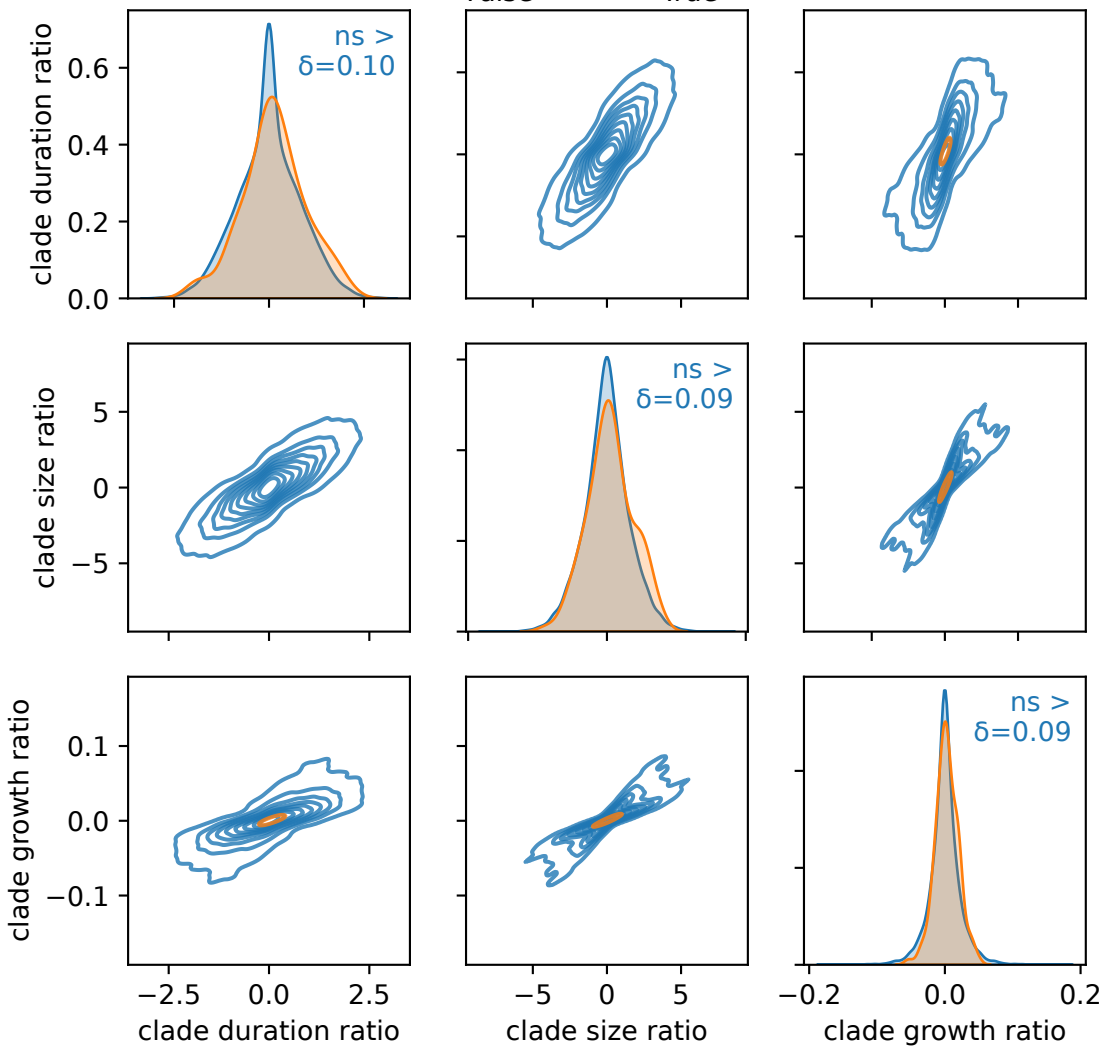 clade duration ratio
0.6
0.4
0.2
0.0
ns >
δ=0.10
clade size ratio
5
0
−5
ns >
δ=0.09
clade growth ratio
0.1
0.0
−0.1
ns >
δ=0.09
−2.5 0.0 2.5
−5 0 5
−0.2 0.0 0.2
clade duration ratio
clade size ratio
clade growth ratio